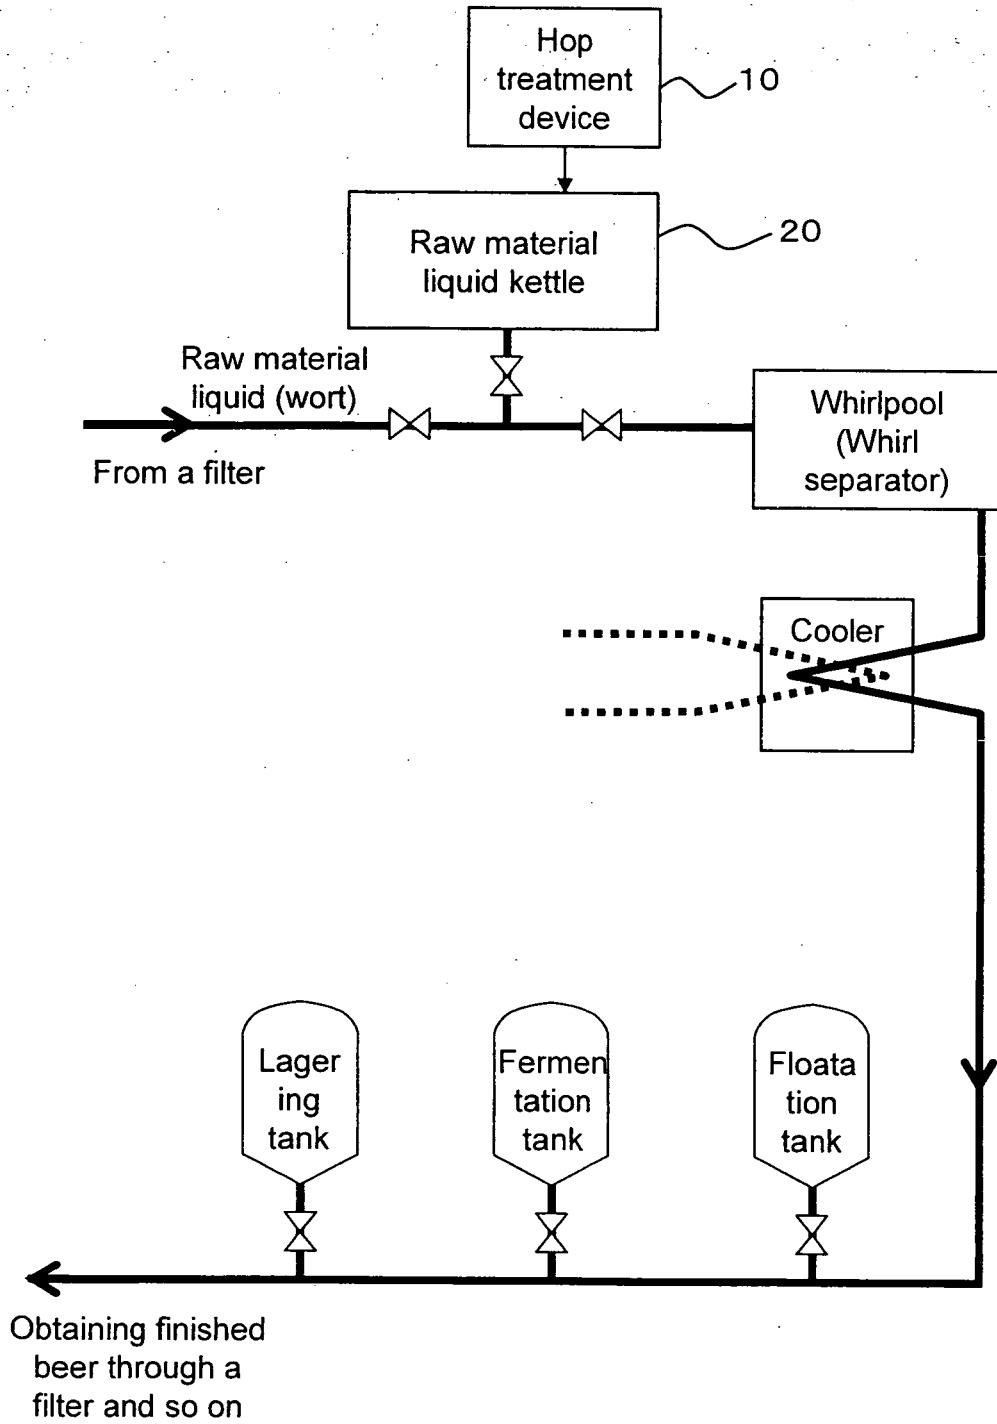 Hop
treatment
device
10
Raw material
liquid kettle
20
Raw material
liquid (wort)
From a filter
Whirlpool
(Whirl
separator)
Cooler
Lager
ing
tank
Fermen
tation
tank
Floata
tion
tank
Obtaining finished
beer through a
filter and so on